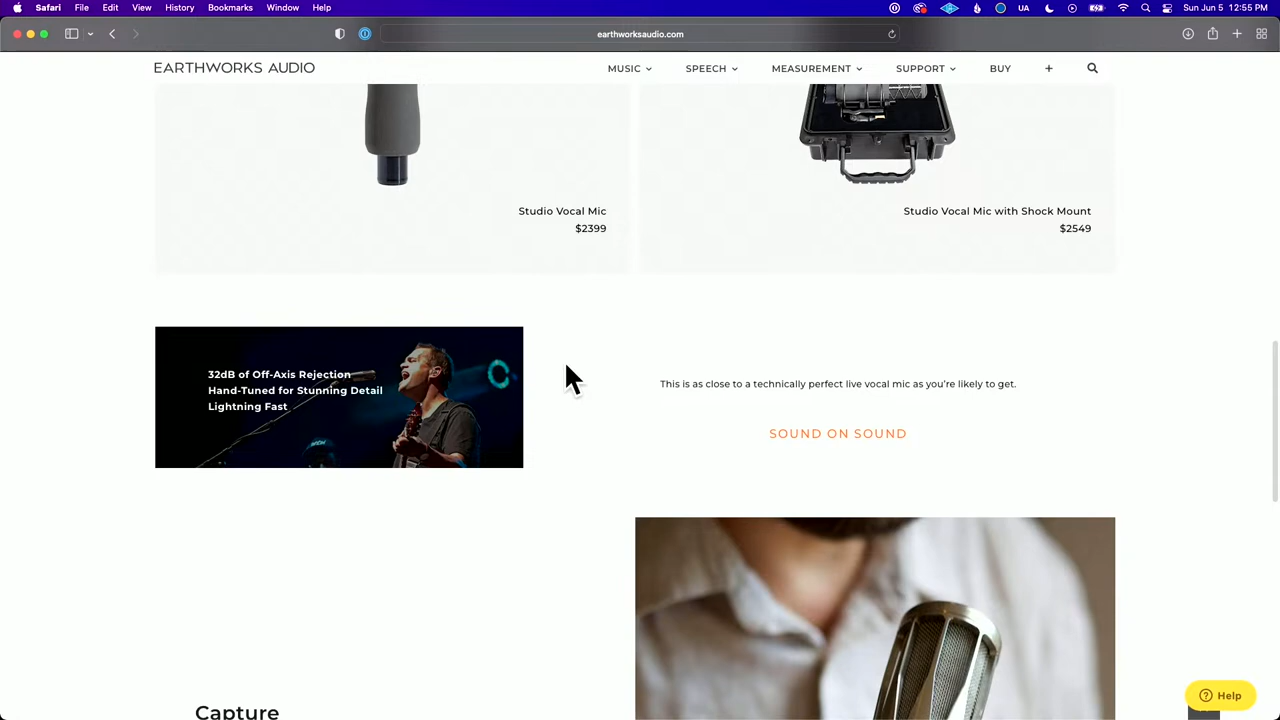 Safari File Edit View History Bookmarks Window Help
UA
Sun Jun 5 12:55 PM
earthworksaudio.com
EARTHWORKS AUDIO
MUSIC
SPEECH
MEASUREMENT
SUPPORT
BUY
+
Studio Vocal Mic
$2399
Studio Vocal Mic with Shock Mount
$2549
32dB of Off-Axis Rejection
Hand-Tuned for Stunning Detail
Lightning Fast
This is as close to a technically perfect live vocal mic as you’re likely to get.
SOUND ON SOUND
Capture
Help